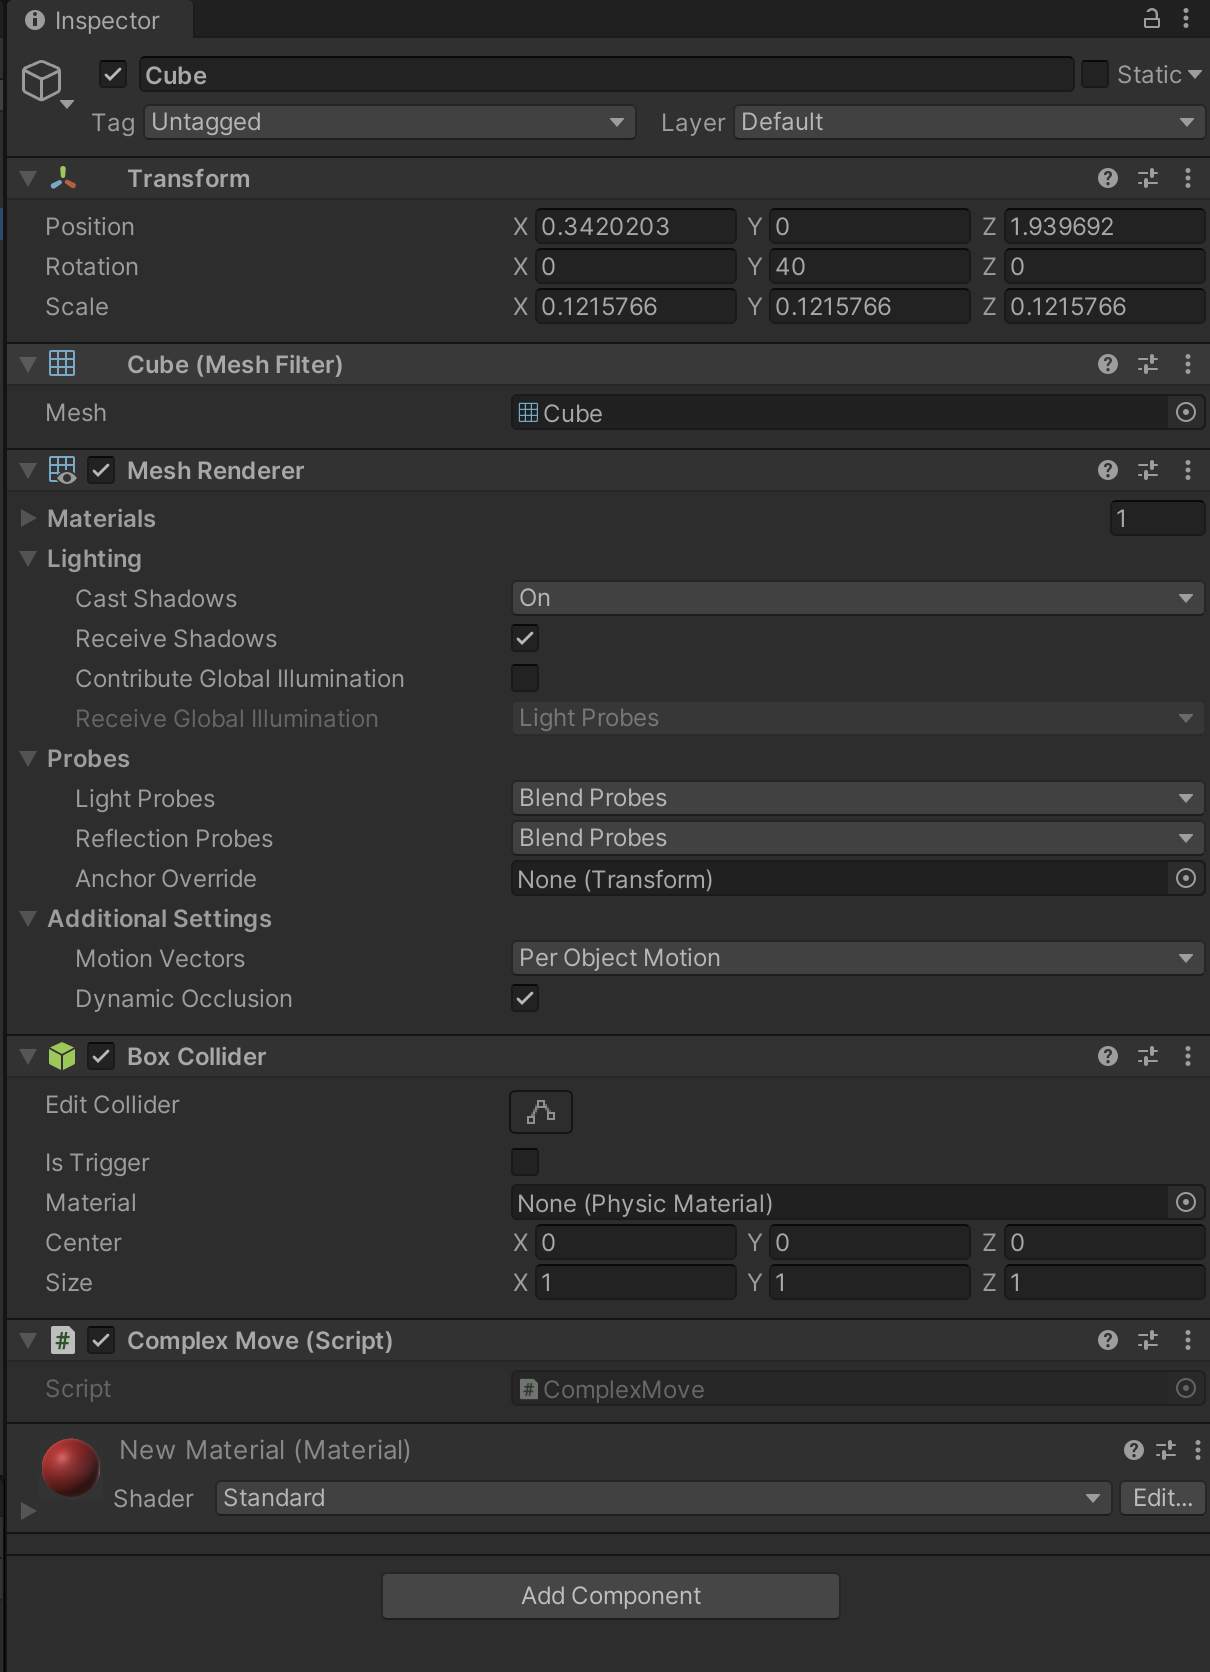 Inspector
Cube Static
Tag Untagged Layer Default
Transform
Position X 0.3420203 Y 0 Z 1.939692
Rotation X 0 Y 40 Z 0
Scale X 0.1215766 Y 0.1215766 Z 0.1215766
Cube (Mesh Filter)
Mesh Cube
Mesh Renderer
Materials 1
Lighting
Cast Shadows On
Receive Shadows
Contribute Global Illumination
Receive Global Illumination Light Probes
Probes
Light Probes Blend Probes
Reflection Probes Blend Probes
Anchor Override None (Transform)
Additional Settings
Motion Vectors Per Object Motion
Dynamic Occlusion
Box Collider
Edit Collider
Is Trigger
Material None (Physic Material)
Center X 0 Y 0 Z 0
Size X 1 Y 1 Z 1
# Complex Move (Script)
Script # ComplexMove
New Material (Material)
Shader Standard Edit...
Add Component